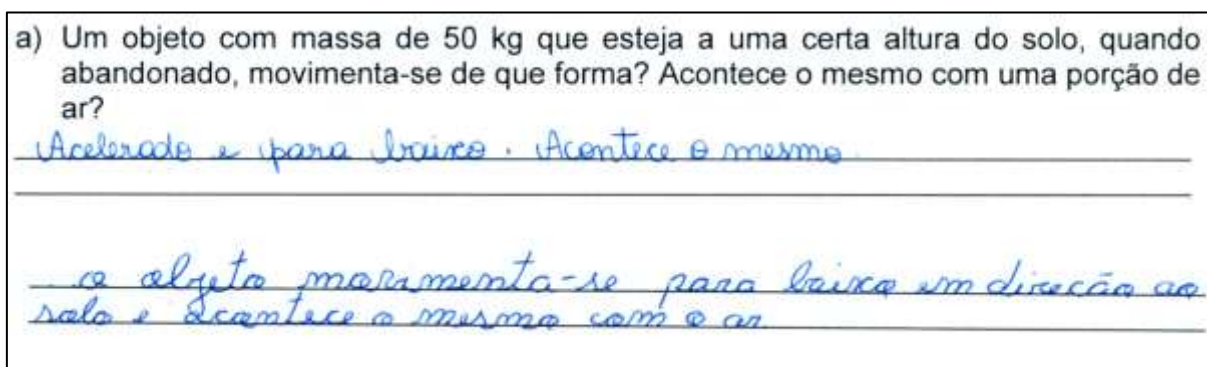 a) Um objeto com massa de 50 kg que esteja a uma certa altura do solo, quando
abandonado, movimenta-se de que forma? Acontece o mesmo com uma porção de
ar?
Acelerado e para baixo. Acontece o mesmo.
o objeto movimenta-se para baixo em direcão ao
solo e acontece o mesmo com o ar